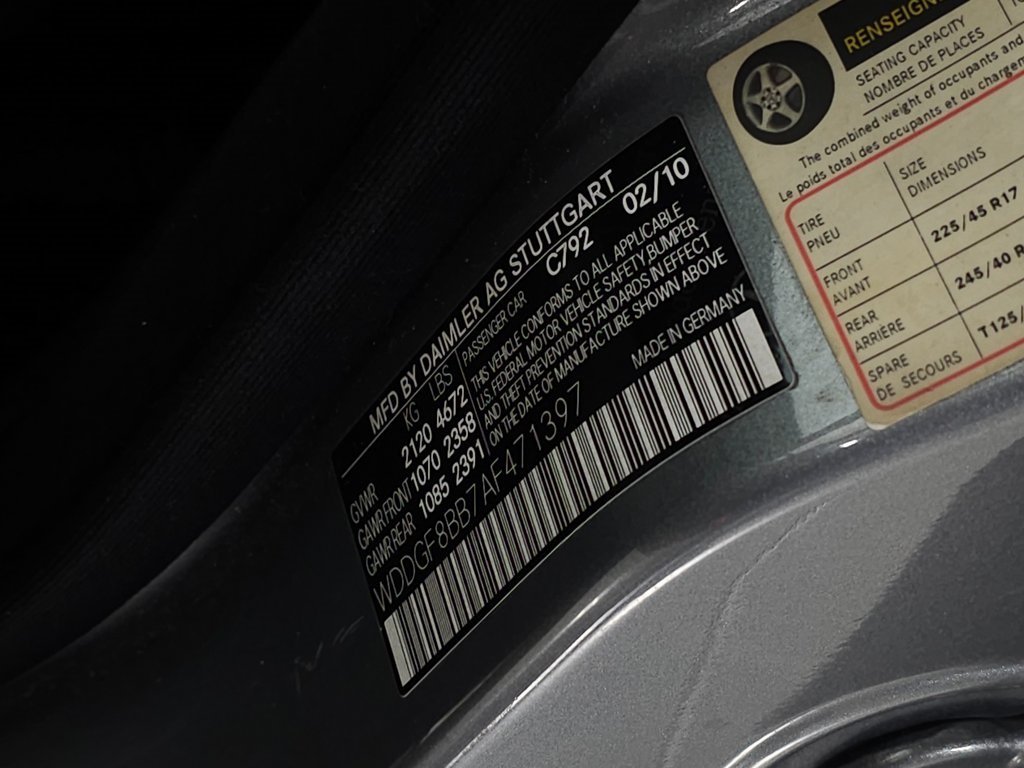 MFD BY DAIMLER AG STUTTGART
KG LBS
GVWR 2120 4672
GAWR FRONT 1070 2358
GAWR REAR 1085 2391
C792 02/10
PASSENGER CAR
THIS VEHICLE CONFORMS TO ALL APPLICABLE
U.S. FEDERAL MOTOR VEHICLE SAFETY, BUMPER
AND THEFT PREVENTION STANDARDS IN EFFECT
ON THE DATE OF MANUFACTURE SHOWN ABOVE
MADE IN GERMANY
WDDGF8BB7AF471397
SEATING CAPACITY
NOMBRE DE PLACES
The combined weight of occupants and
Le poids total des occupants et du
TIRE
PNEU
SIZE
DIMENSIONS
FRONT
AVANT
225/45 R17
REAR
ARRIÈRE
245/40
SPARE
DE SECOURS
T125/